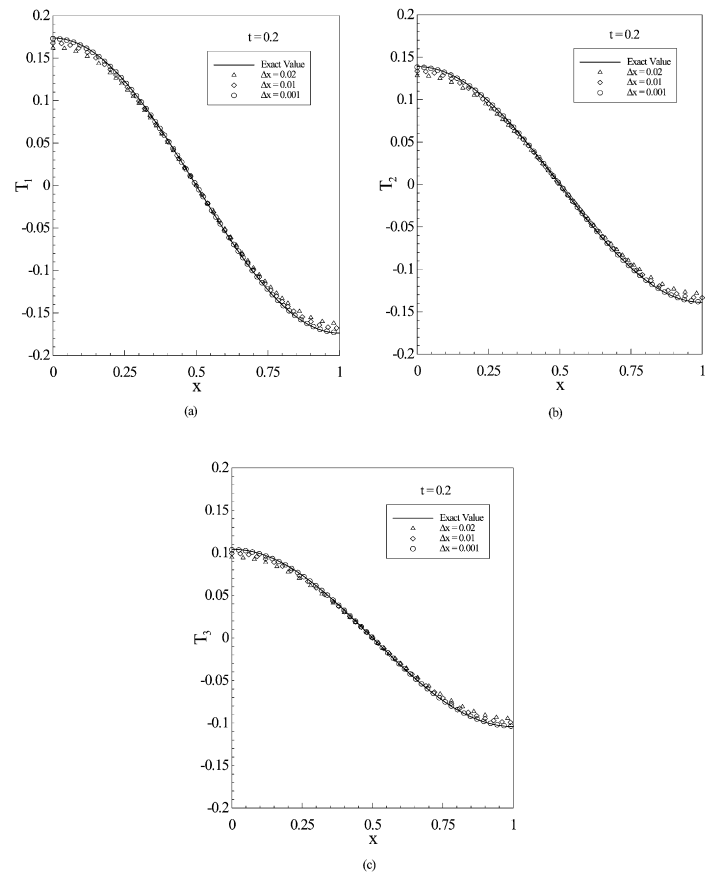 0.2
0.15
0.1
0.05
0
-0.05
-0.1
-0.15
-0.2
T1
t = 0.2
Exact Value
Δx = 0.02
Δx = 0.01
Δx = 0.001
0 0.25 0.5 0.75 1
x
(a)
0.2
0.15
0.1
0.05
0
-0.05
-0.1
-0.15
-0.2
T2
t = 0.2
Exact Value
Δx = 0.02
Δx = 0.01
Δx = 0.001
0 0.25 0.5 0.75 1
x
(b)
0.2
0.15
0.1
0.05
0
-0.05
-0.1
-0.15
-0.2
T3
t = 0.2
Exact Value
Δx = 0.02
Δx = 0.01
Δx = 0.001
0 0.25 0.5 0.75 1
x
(c)